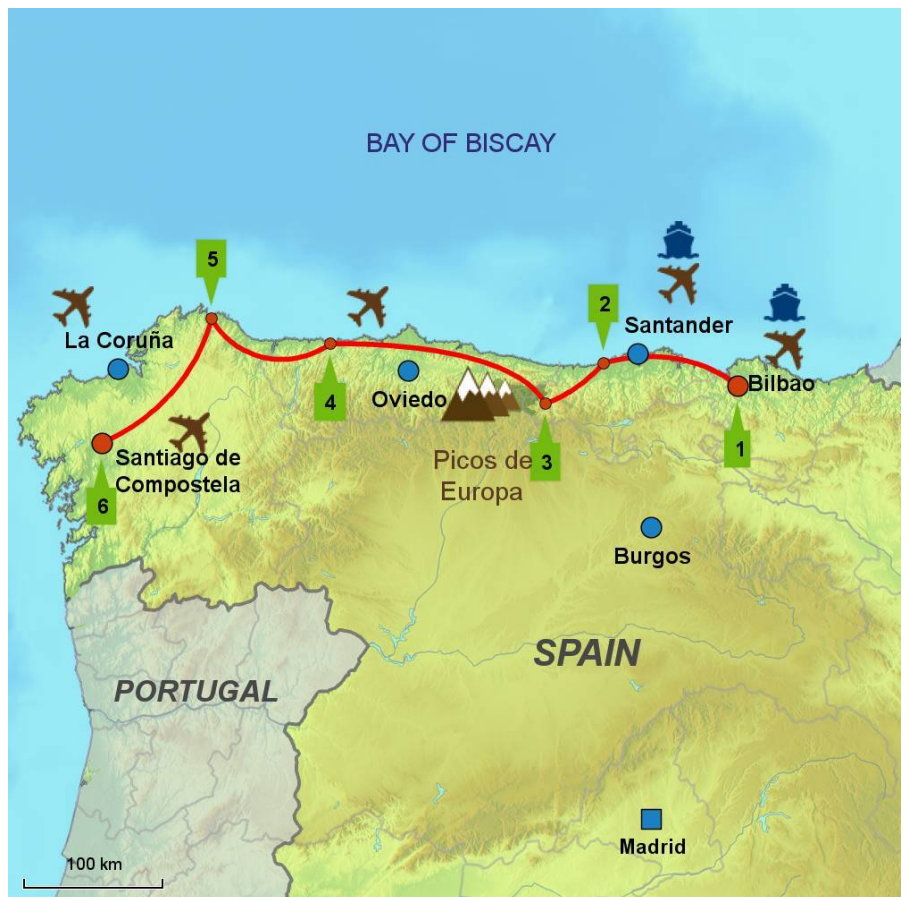 BAY OF BISCAY
5
2
La Coruña
Santander
4
Oviedo
Bilbao
Picos de
Europa
3
1
Santiago de
Compostela
6
Burgos
SPAIN
PORTUGAL
Madrid
100 km